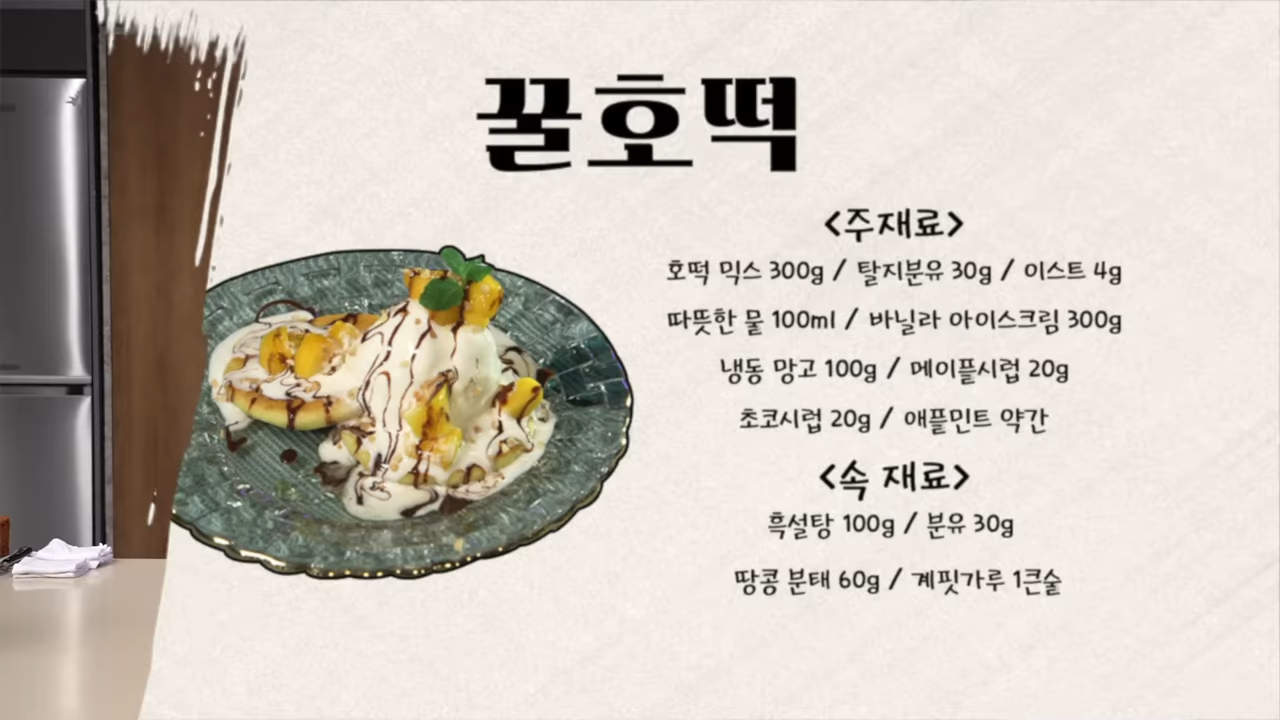 꿀호떡
<주재료>
호떡 믹스 300g / 탈지분유 30g / 이스트 4g
따뜻한 물 100ml / 바닐라 아이스크림 300g
냉동 망고 100g / 메이플시럽 20g
초코시럽 20g / 애플민트 약간
<속 재료>
흑설탕 100g / 분유 30g
땅콩 분태 60g / 계핏가루 1큰술